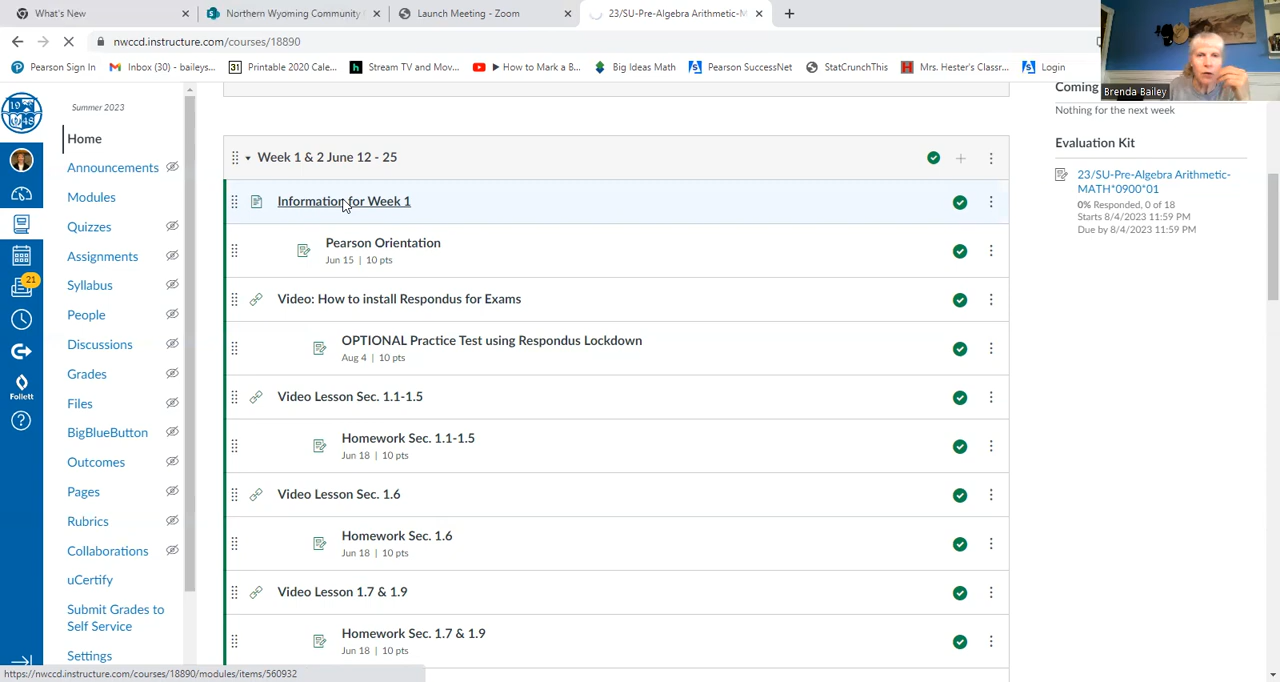 What's New
Northern Wyoming Community
Launch Meeting - Zoom
23/SU-Pre-Algebra Arithmetic-M
nwccd.instructure.com/courses/18890
Pearson Sign In
Inbox (30) - baileys...
31
Printable 2020 Cale...
h
Stream TV and Mov...
How to Mark a B...
Big Ideas Math
Pearson SuccessNet
StatCrunchThis
Mrs. Hester's Classr...
Login
Brenda Bailey
19
48
21
Follett
Summer 2023
Home
Announcements
Modules
Quizzes
Assignments
Syllabus
People
Discussions
Grades
Files
BigBlueButton
Outcomes
Pages
Rubrics
Collaborations
uCertify
Submit Grades to
Self Service
Settings
Week 1 & 2 June 12 - 25
Information for Week 1
Pearson Orientation
Jun 15 | 10 pts
Video: How to install Respondus for Exams
OPTIONAL Practice Test using Respondus Lockdown
Aug 4 | 10 pts
Video Lesson Sec. 1.1-1.5
Homework Sec. 1.1-1.5
Jun 18 | 10 pts
Video Lesson Sec. 1.6
Homework Sec. 1.6
Jun 18 | 10 pts
Video Lesson 1.7 & 1.9
Homework Sec. 1.7 & 1.9
Jun 18 | 10 pts
Coming
Nothing for the next week
Evaluation Kit
23/SU-Pre-Algebra Arithmetic-
MATH*0900*01
0% Responded, 0 of 18
Starts 8/4/2023 11:59 PM
Due by 8/4/2023 11:59 PM
https://nwccd.instructure.com/courses/18890/modules/items/560932